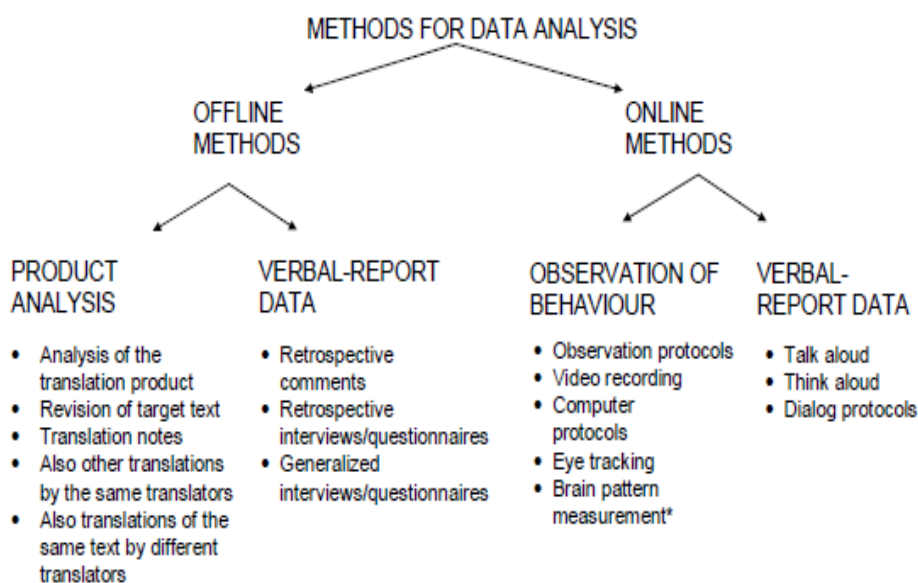 METHODS FOR DATA ANALYSIS
OFFLINE
METHODS
ONLINE
METHODS
PRODUCT
ANALYSIS
• Analysis of the
translation product
• Revision of target text
• Translation notes
• Also other translations
by the same translators
• Also translations of the
same text by different
translators
VERBAL-REPORT
DATA
• Retrospective
comments
• Retrospective
interviews/questionnaires
• Generalized
interviews/questionnaires
OBSERVATION OF
BEHAVIOUR
• Observation protocols
• Video recording
• Computer
protocols
• Eye tracking
• Brain pattern
measurement*
VERBAL-
REPORT DATA
• Talk aloud
• Think aloud
• Dialog protocols